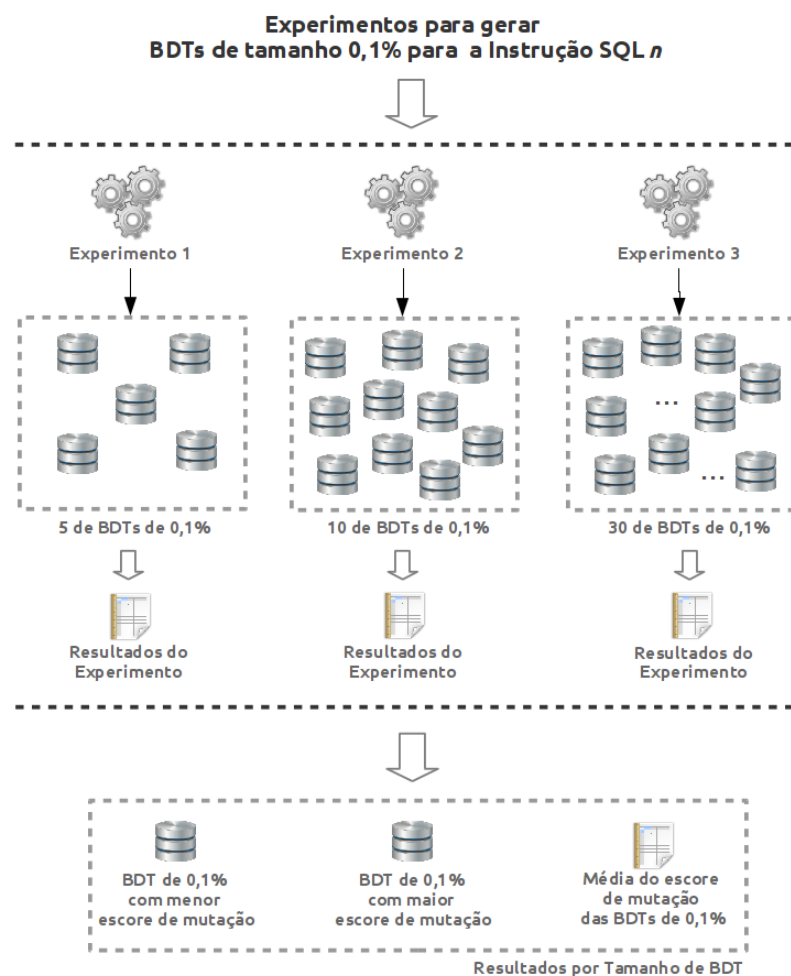 Experimentos para gerar
BDTs de tamanho 0,1% para a Instrução SQL n
Experimento 1
Experimento 2
Experimento 3
...
...
5 de BDTs de 0,1%
10 de BDTs de 0,1%
30 de BDTs de 0,1%
Resultados do
Experimento
Resultados do
Experimento
Resultados do
Experimento
BDT de 0,1%
com menor
escore de mutação
BDT de 0,1%
com maior
escore de mutação
Média do escore
de mutação
das BDTs de 0,1%
Resultados por Tamanho de BDT